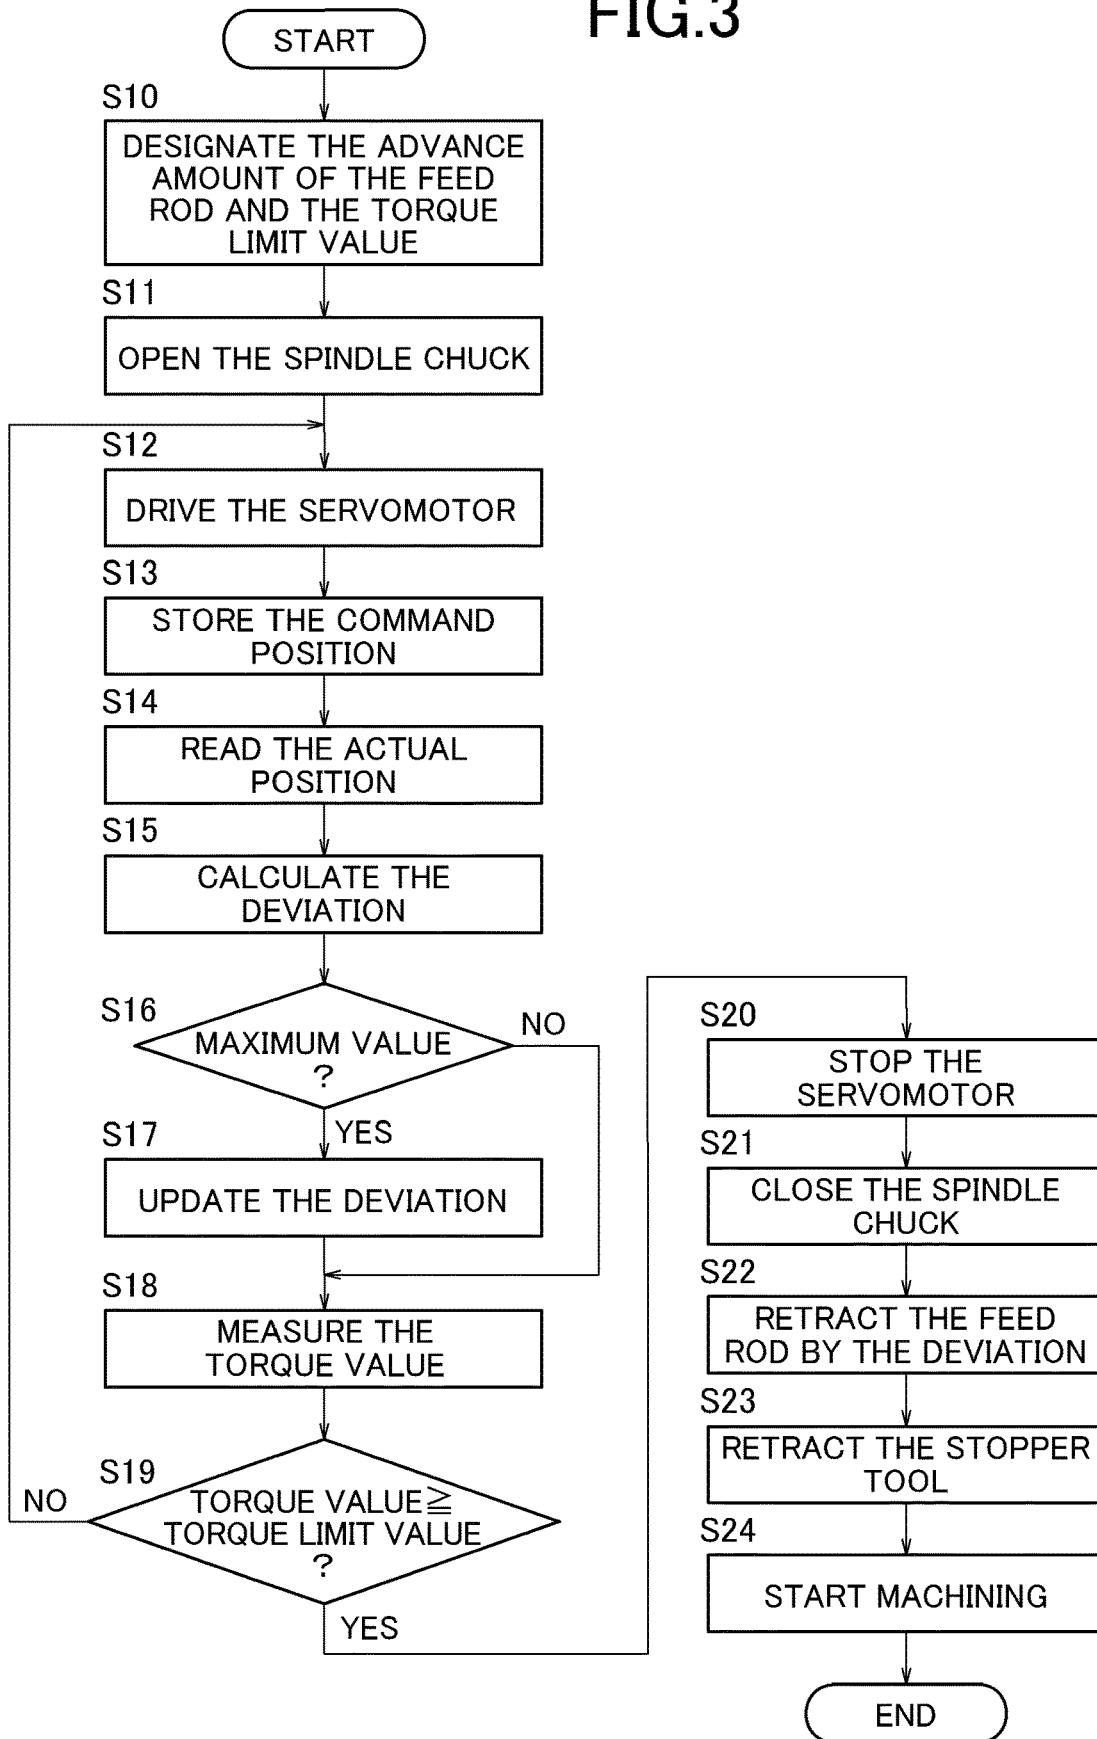 FIG.3
START
S10
DESIGNATE THE ADVANCE
AMOUNT OF THE FEED
ROD AND THE TORQUE
LIMIT VALUE
S11
OPEN THE SPINDLE CHUCK
S12
DRIVE THE SERVOMOTOR
S13
STORE THE COMMAND
POSITION
S14
READ THE ACTUAL
POSITION
S15
CALCULATE THE
DEVIATION
S16
MAXIMUM VALUE
?
NO
YES
S17
UPDATE THE DEVIATION
S18
MEASURE THE
TORQUE VALUE
S19
TORQUE VALUE≧
TORQUE LIMIT VALUE
?
NO
YES
S20
STOP THE
SERVOMOTOR
S21
CLOSE THE SPINDLE
CHUCK
S22
RETRACT THE FEED
ROD BY THE DEVIATION
S23
RETRACT THE STOPPER
TOOL
S24
START MACHINING
END